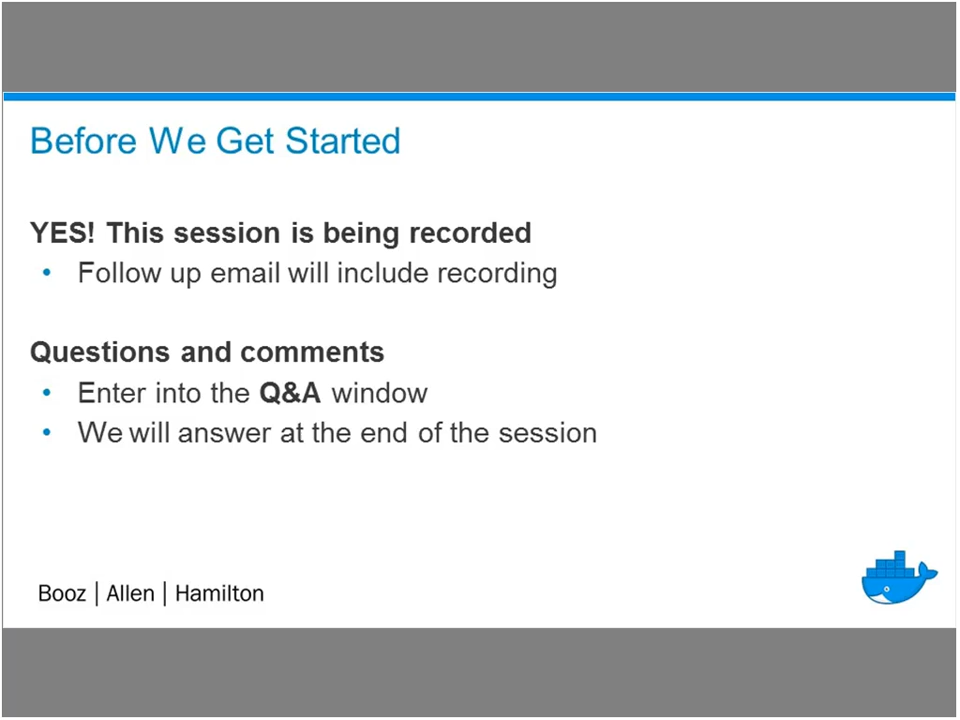 Before We Get Started
YES! This session is being recorded
• Follow up email will include recording
Questions and comments
• Enter into the Q&A window
• We will answer at the end of the session
Booz | Allen | Hamilton